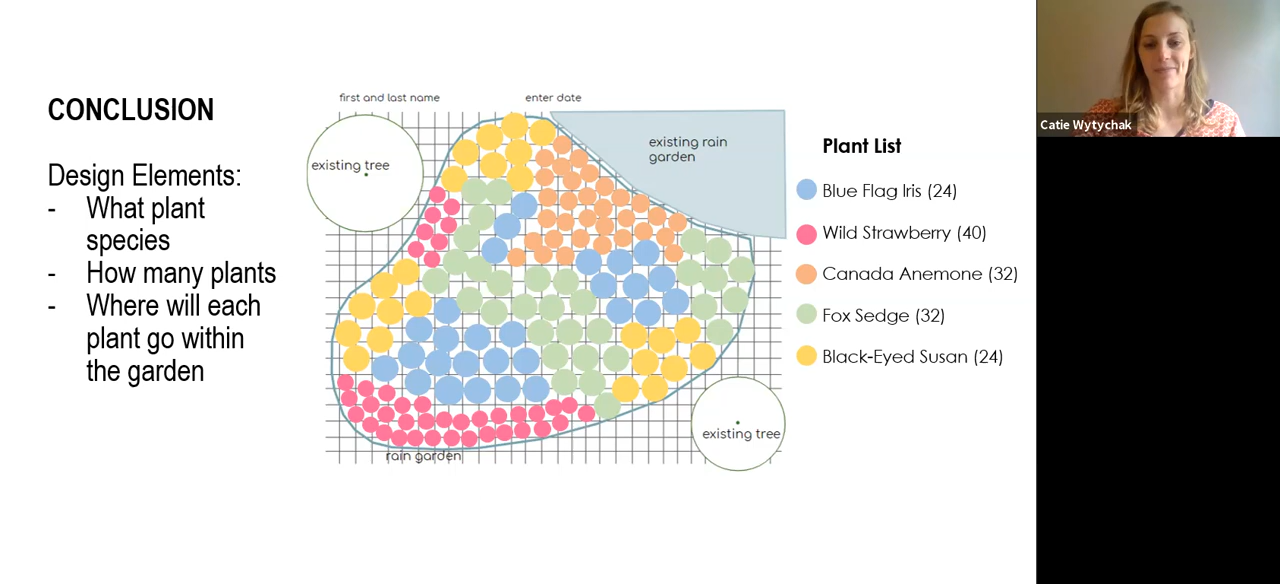 CONCLUSION
Design Elements:
- What plant
species
- How many plants
- Where will each
plant go within
the garden
first and last name
enter date
existing tree
existing rain
garden
existing tree
rain garden
Plant List
Blue Flag Iris (24)
Wild Strawberry (40)
Canada Anemone (32)
Fox Sedge (32)
Black-Eyed Susan (24)
Catie Wytychak